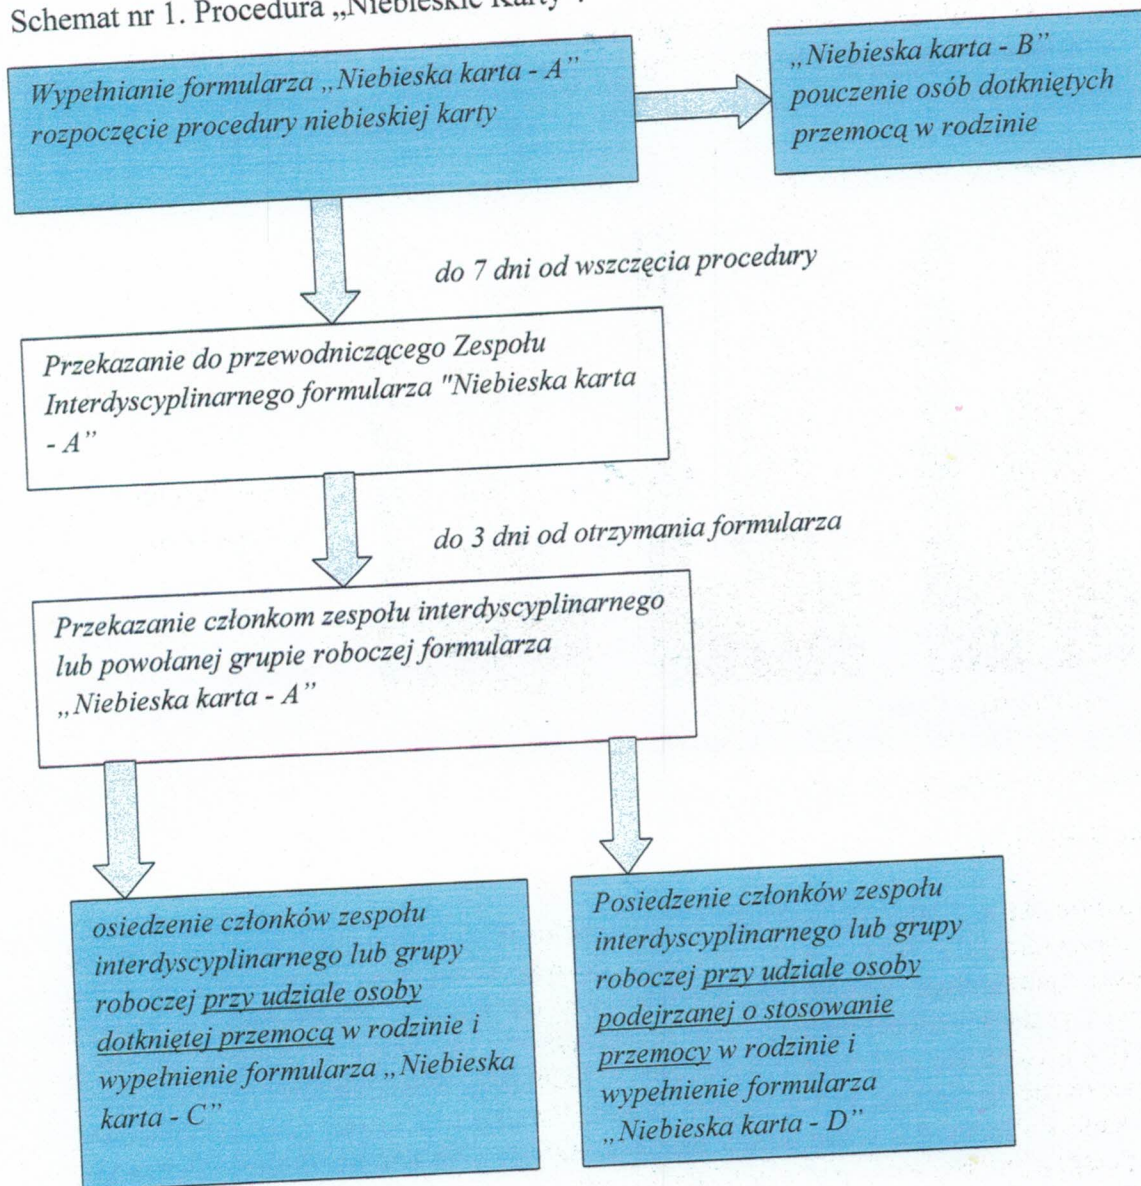 Schemat nr 1. Procedura „Niebieskie Karty".
Wypełnianie formularza „Niebieska karta - A”
rozpoczęcie procedury niebieskiej karty
„Niebieska karta - B”
pouczenie osób dotkniętych
przemocą w rodzinie
do 7 dni od wszczęcia procedury
Przekazanie do przewodniczącego Zespołu
Interdyscyplinarnego formularza "Niebieska karta
- A”
do 3 dni od otrzymania formularza
Przekazanie członkom zespołu interdyscyplinarnego
lub powołanej grupie roboczej formularza
„Niebieska karta - A”
osiedzenie członków zespołu
interdyscyplinarnego lub grupy
roboczej przy udziale osoby
dotkniętej przemocą w rodzinie i
wypełnienie formularza „Niebieska
karta - C”
Posiedzenie członków zespołu
interdyscyplinarnego lub grupy
roboczej przy udziale osoby
podejrzanej o stosowanie
przemocy w rodzinie i
wypełnienie formularza
„Niebieska karta - D”